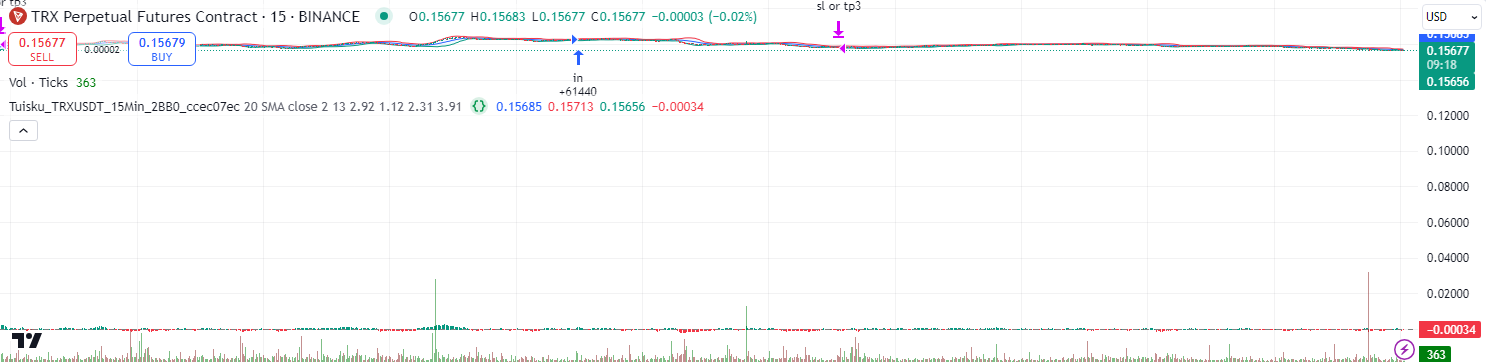 sl or tp3
r tp3
TRX Perpetual Futures Contract · 15 · BINANCE O0.15677 H0.15683 L0.15677 C0.15677 −0.00003 (−0.02%)
USD
0.15677 SELL
0.00002
0.15679 BUY
0.15685
0.15677
09:18
0.15656
Vol · Ticks 363
in
+61440
Tuisku_TRXUSDT_15Min_2BB0_ccec07ec 20 SMA close 2 13 2.92 1.12 2.31 3.91 {} 0.15685 0.15713 0.15656 −0.00034
0.12000
0.10000
0.08000
0.06000
0.04000
0.02000
−0.00034
363